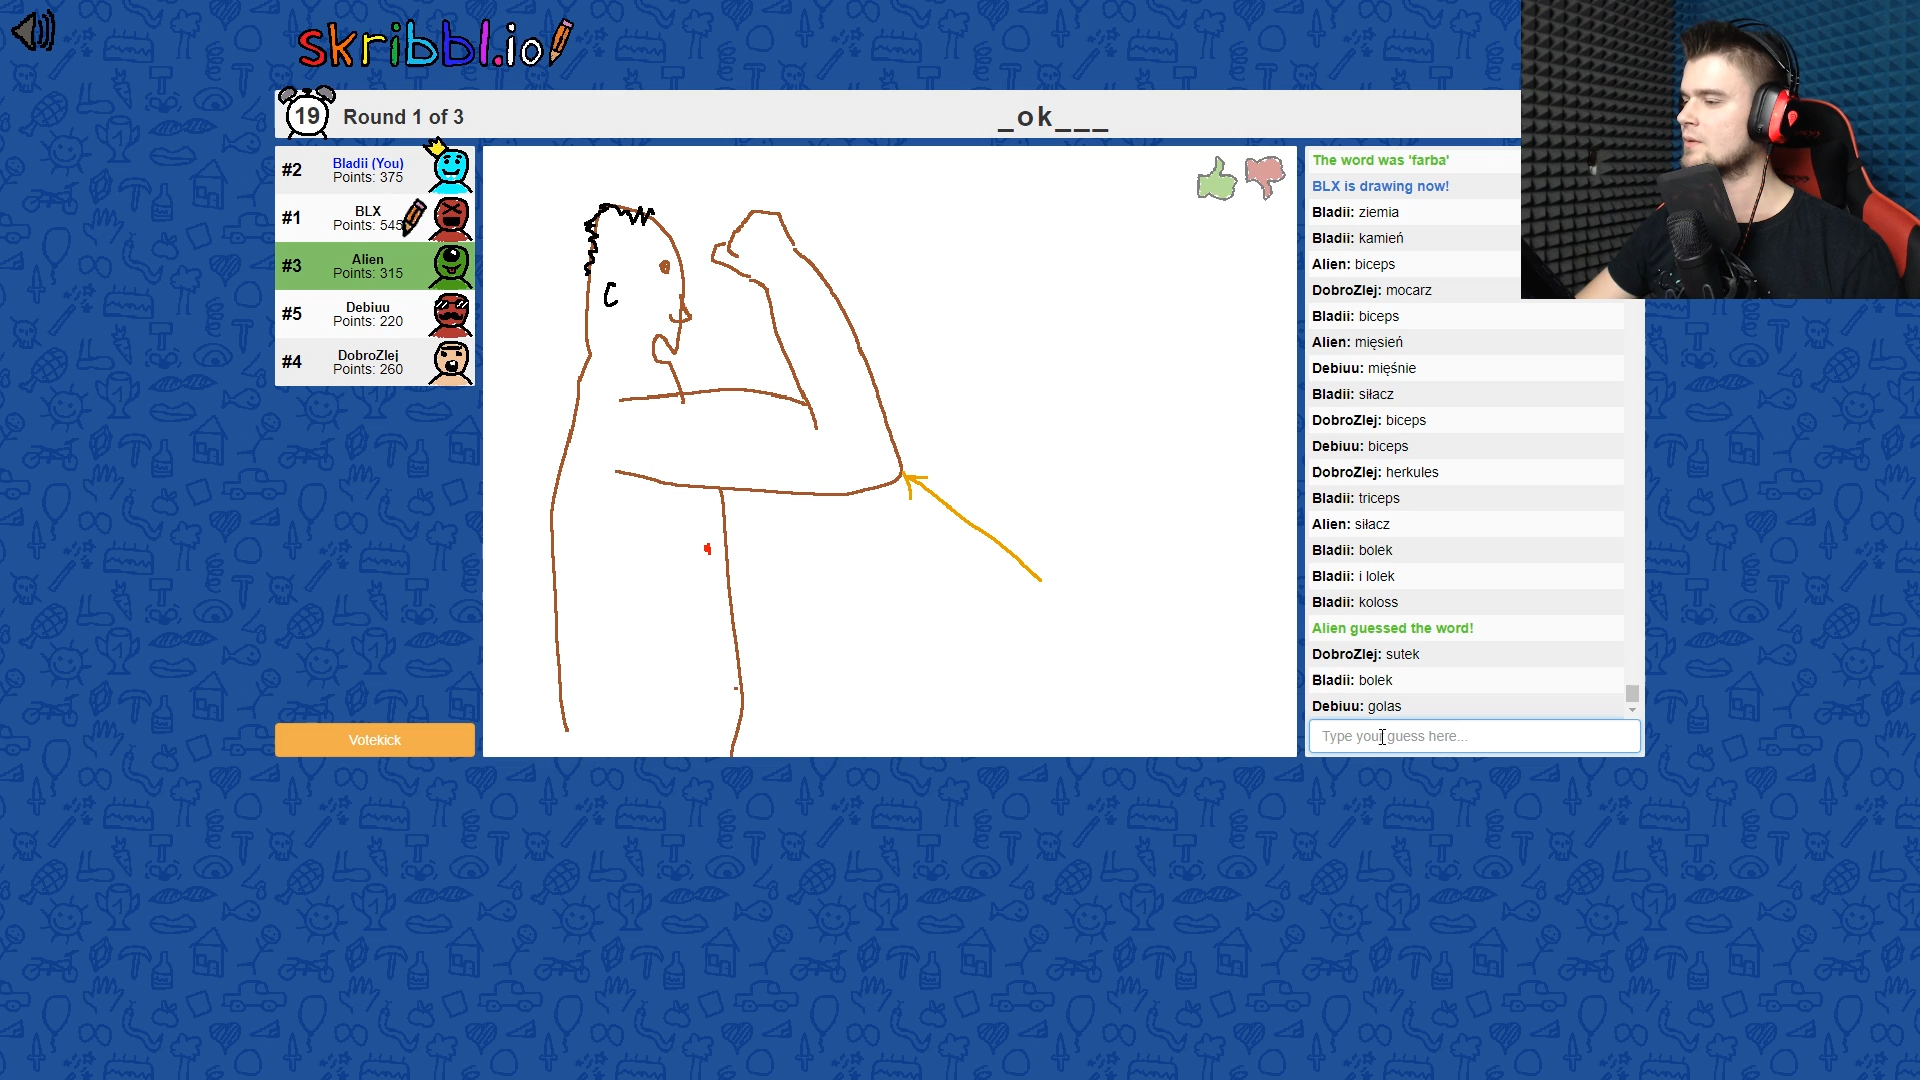 skribbl.io
19
Round 1 of 3
_ok___
#2
Bladii (You)
Points: 375
#1
BLX
Points: 545
#3
Alien
Points: 315
#5
Debiuu
Points: 220
#4
DobroZlej
Points: 260
Votekick
The word was 'farba'
BLX is drawing now!
Bladii: ziemia
Bladii: kamień
Alien: biceps
DobroZlej: mocarz
Bladii: biceps
Alien: mięsień
Debiuu: mięśnie
Bladii: siłacz
DobroZlej: biceps
Debiuu: biceps
DobroZlej: herkules
Bladii: triceps
Alien: siłacz
Bladii: bolek
Bladii: i lolek
Bladii: koloss
Alien guessed the word!
DobroZlej: sutek
Bladii: bolek
Debiuu: golas
Type your guess here...